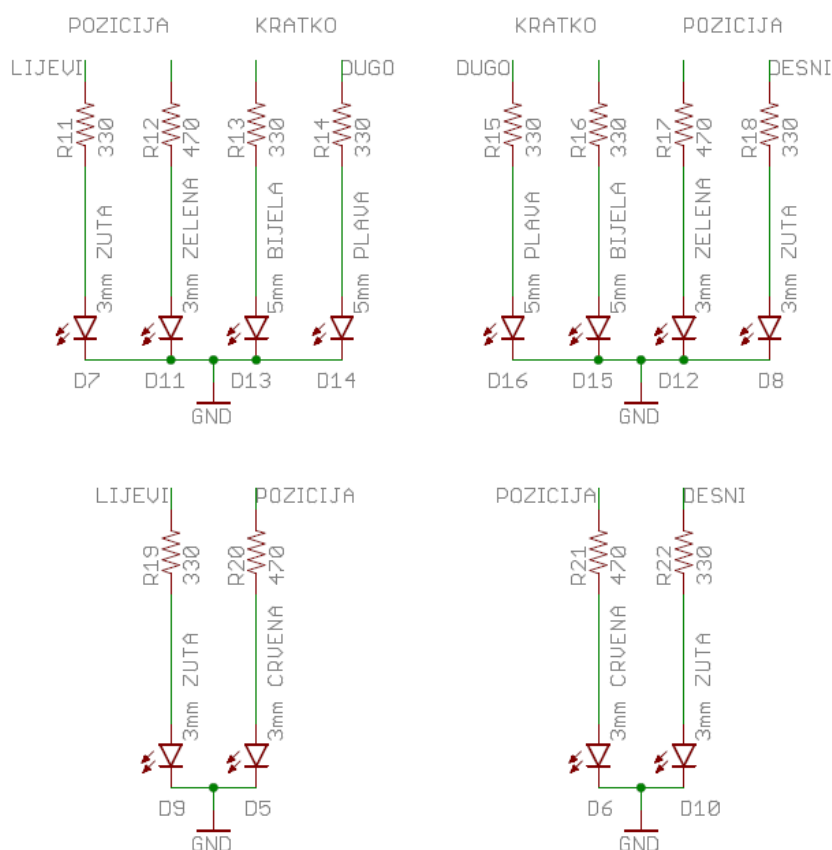 POZICIJA KRATKO KRATKO POZICIJA
LIJEVI DUGO DUGO DESNI
R11 330 R12 470 R13 330 R14 330 R15 330 R16 330 R17 470 R18 330
3mm ZUTA 3mm ZELENA 5mm BIJELA 5mm PLAVA 5mm PLAVA 5mm BIJELA 3mm ZELENA 3mm ZUTA
D7 D11 D13 D14 D16 D15 D12 D8
GND GND
LIJEVI POZICIJA POZICIJA DESNI
R19 330 R20 470 R21 470 R22 330
3mm ZUTA 3mm CRVENA 3mm CRVENA 3mm ZUTA
D9 D5 D6 D10
GND GND